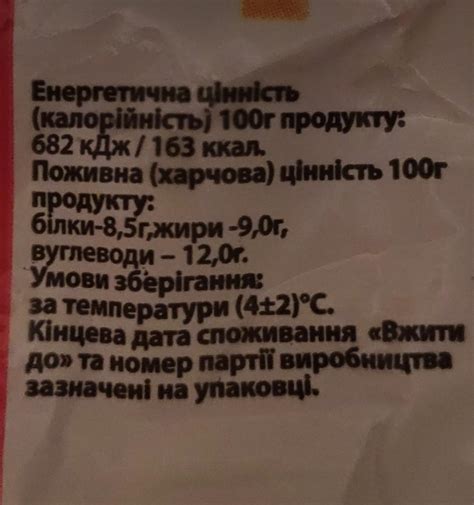 Енергетична цінність
(калорійність) 100г продукту:
682 кДж / 163 ккал.
Поживна (харчова) цінність 100г
продукту:
білки-8,5г,жири -9,0г,
вуглеводи – 12,0г.
Умови зберігання:
за температури (4±2)°С.
Кінцева дата споживання «Вжити
до» та номер партії виробництва
зазначені на упаковці.